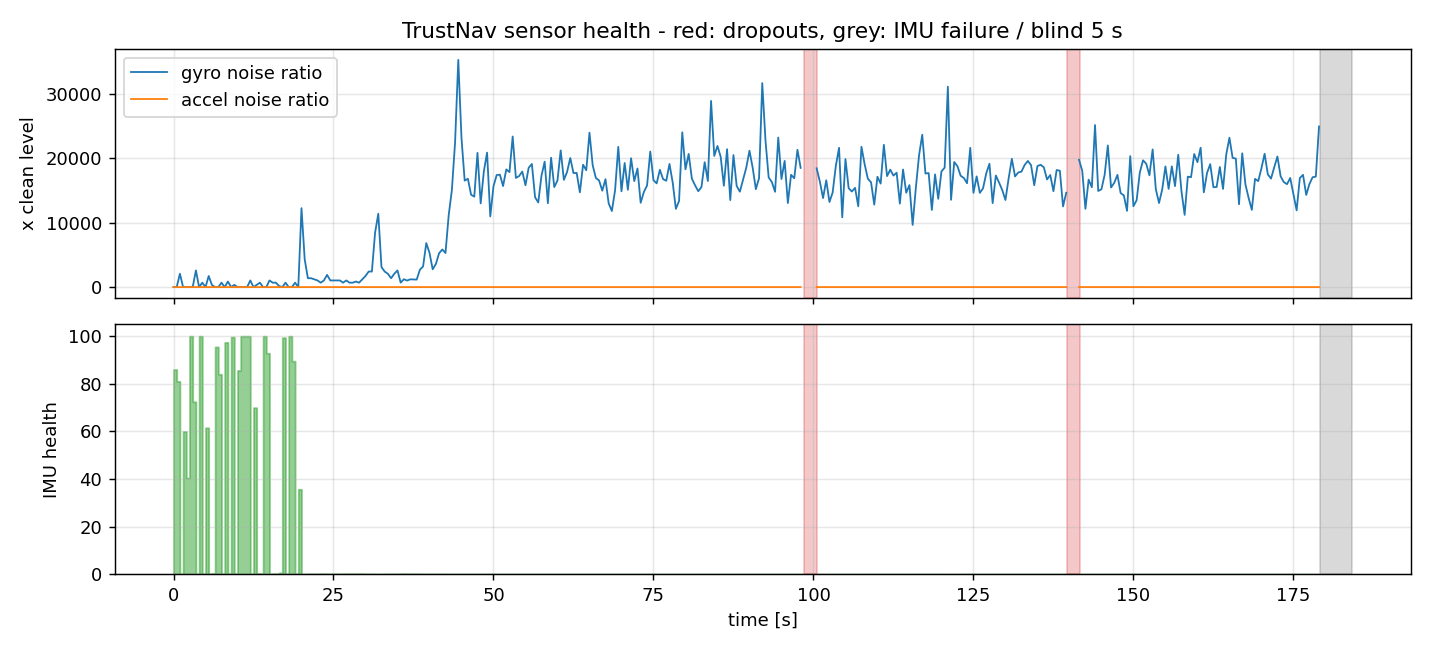 TrustNav sensor health - red: dropouts, grey: IMU failure / blind 5 s
gyro noise ratio
accel noise ratio
x clean level
30000
20000
10000
0
IMU health
100
80
60
40
20
0
0 25 50 75 100 125 150 175
time [s]